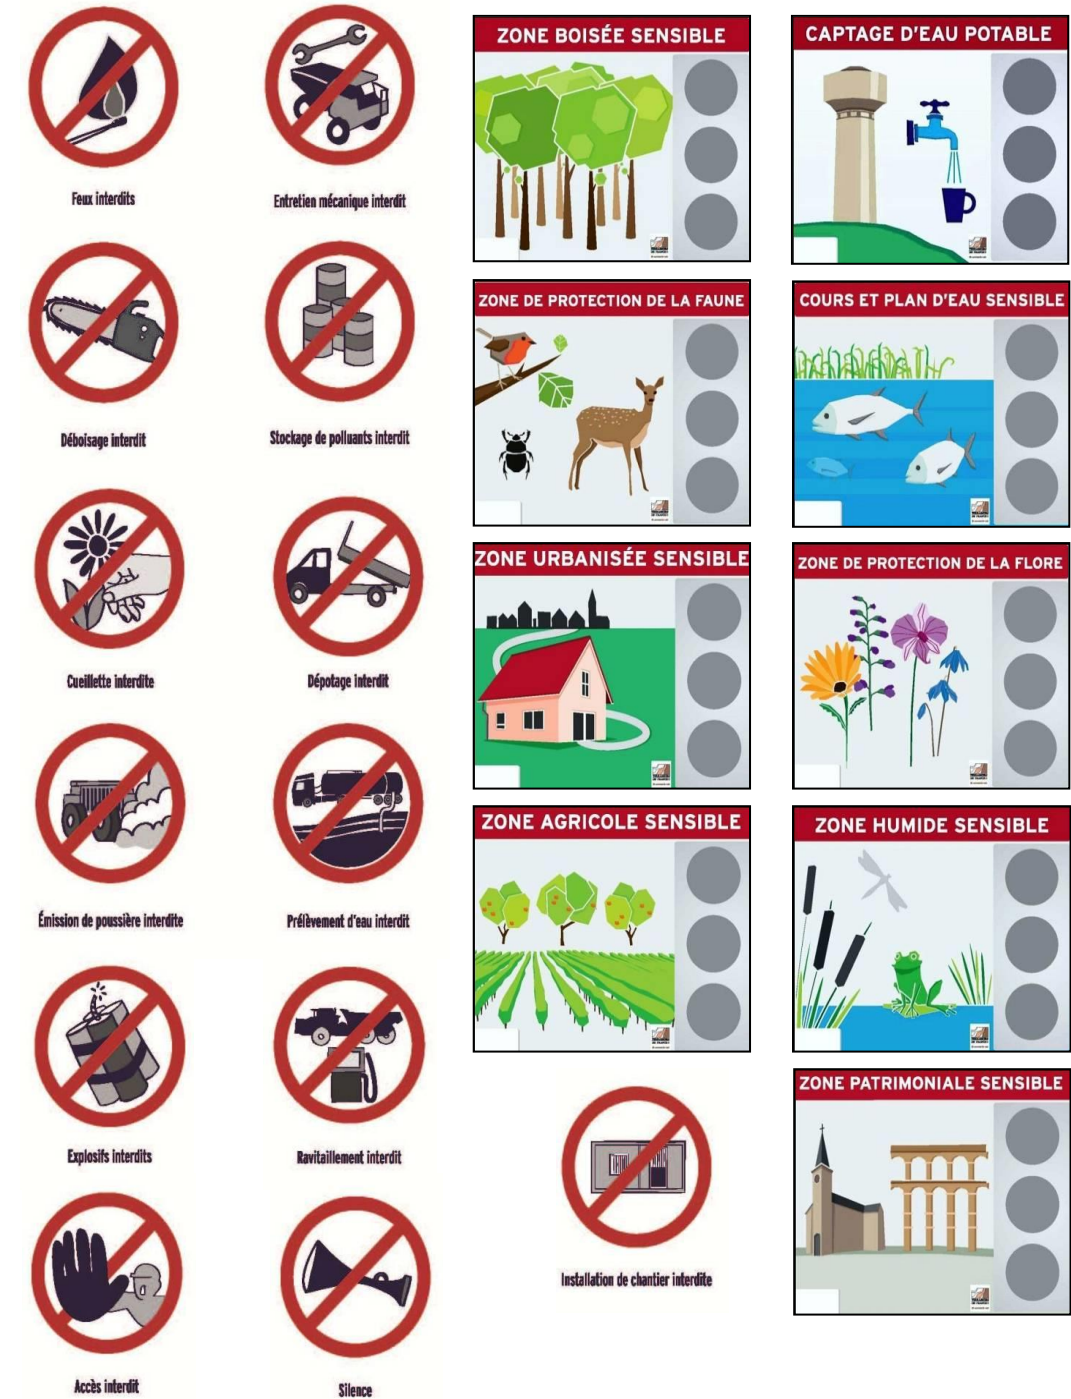 Feux interdits
Entretien mécanique interdit
Déboisage interdit
Stockage de polluants interdit
Cueillette interdite
Dépotage interdit
Émission de poussière interdite
Prélèvement d'eau interdit
Explosifs interdits
Ravitaillement interdit
Accès interdit
Silence
ZONE BOISÉE SENSIBLE
CAPTAGE D'EAU POTABLE
ZONE DE PROTECTION DE LA FAUNE
COURS ET PLAN D'EAU SENSIBLE
ZONE URBANISÉE SENSIBLE
ZONE DE PROTECTION DE LA FLORE
ZONE AGRICOLE SENSIBLE
ZONE HUMIDE SENSIBLE
ZONE PATRIMONIALE SENSIBLE
Installation de chantier interdite